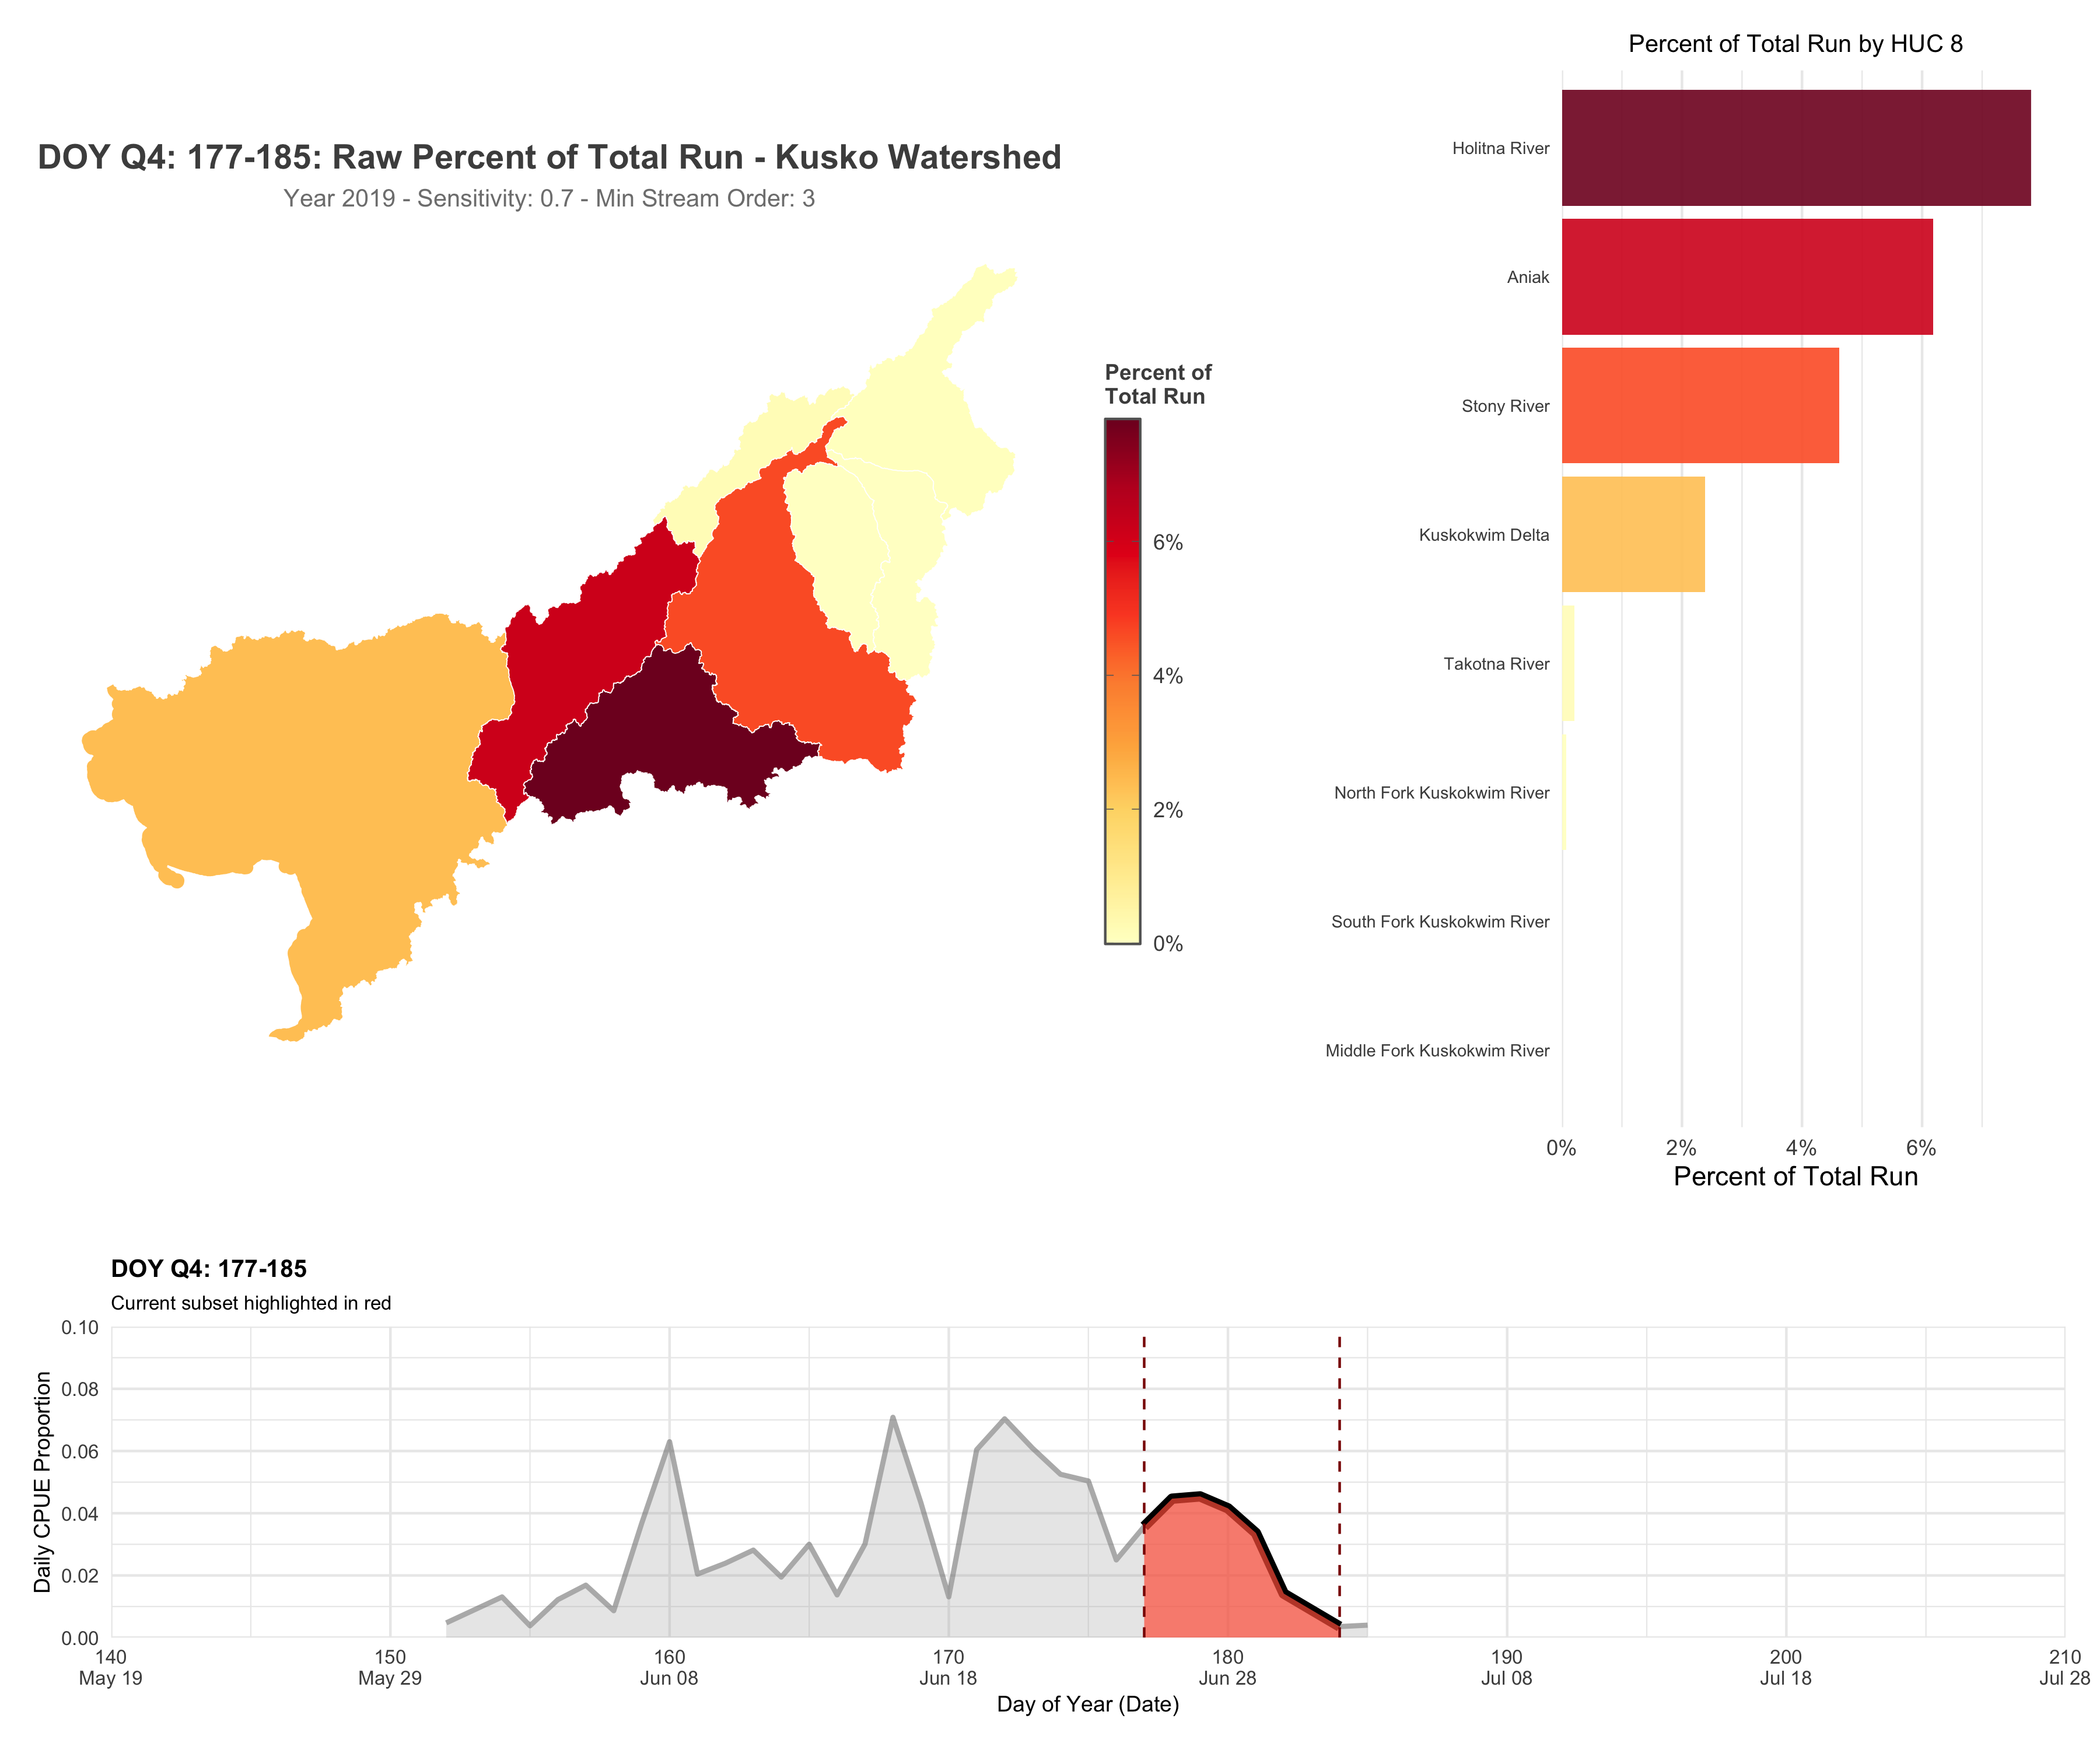 Percent of Total Run by HUC 8
DOY Q4: 177-185: Raw Percent of Total Run - Kusko Watershed
Year 2019 - Sensitivity: 0.7 - Min Stream Order: 3
Percent of
Total Run
6%
4%
2%
0%
Holitna River
Aniak
Stony River
Kuskokwim Delta
Takotna River
North Fork Kuskokwim River
South Fork Kuskokwim River
Middle Fork Kuskokwim River
0% 2% 4% 6%
Percent of Total Run
DOY Q4: 177-185
Current subset highlighted in red
Daily CPUE Proportion
0.10
0.08
0.06
0.04
0.02
0.00
140 150 160 170 180 190 200 210
May 19 May 29 Jun 08 Jun 18 Jun 28 Jul 08 Jul 18 Jul 28
Day of Year (Date)